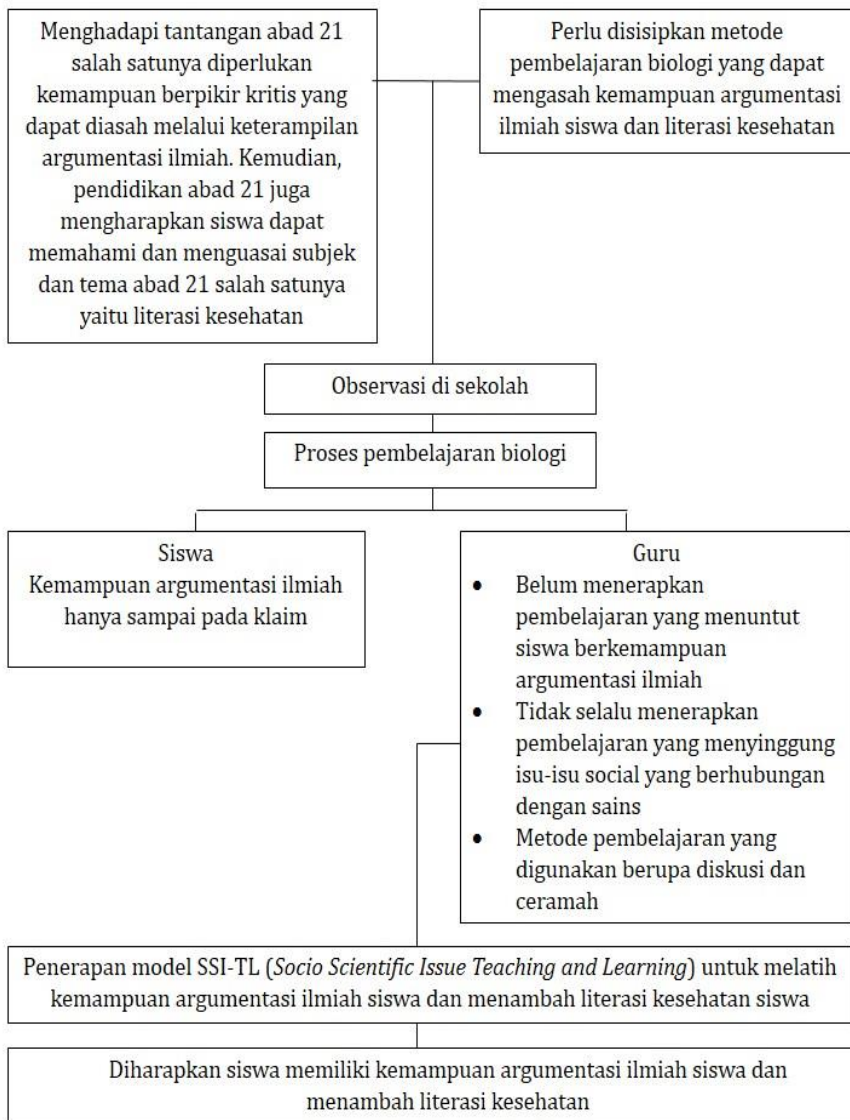 Menghadapi tantangan abad 21
salah satunya diperlukan
kemampuan berpikir kritis yang
dapat diasah melalui keterampilan
argumentasi ilmiah. Kemudian,
pendidikan abad 21 juga
mengharapkan siswa dapat
memahami dan menguasai subjek
dan tema abad 21 salah satunya
yaitu literasi kesehatan
Perlu disisipkan metode
pembelajaran biologi yang dapat
mengasah kemampuan argumentasi
ilmiah siswa dan literasi kesehatan
Observasi di sekolah
Proses pembelajaran biologi
Siswa
Kemampuan argumentasi ilmiah
hanya sampai pada klaim
Guru
• Belum menerapkan
pembelajaran yang menuntut
siswa berkemampuan
argumentasi ilmiah
• Tidak selalu menerapkan
pembelajaran yang menyinggung
isu-isu social yang berhubungan
dengan sains
• Metode pembelajaran yang
digunakan berupa diskusi dan
ceramah
Penerapan model SSI-TL (Socio Scientific Issue Teaching and Learning) untuk melatih
kemampuan argumentasi ilmiah siswa dan menambah literasi kesehatan siswa
Diharapkan siswa memiliki kemampuan argumentasi ilmiah siswa dan
menambah literasi kesehatan